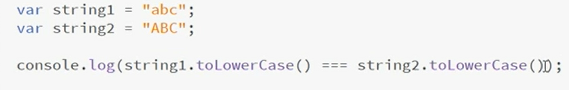 var string1 = "abc";
var string2 = "ABC";
console.log(string1.toLowerCase() === string2.toLowerCase());